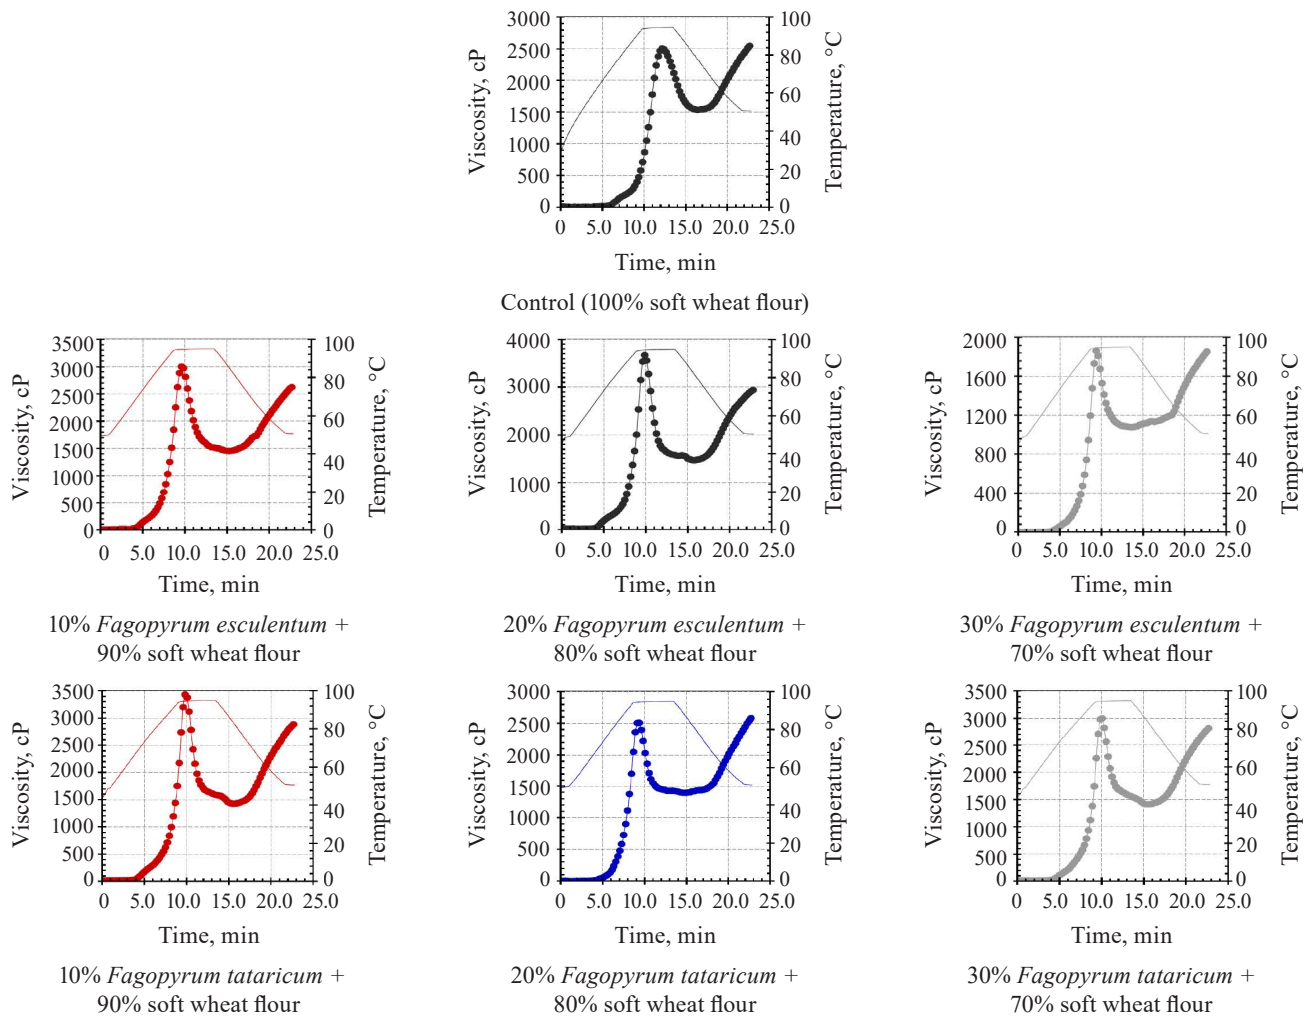 3000
2500
2000
1500
1000
500
0
Viscosity, cP
100
80
60
40
20
0
Temperature, °C
0 5.0 10.0 15.0 20.0 25.0
Time, min
Control (100% soft wheat flour)
3500
3000
2500
2000
1500
1000
500
0
Viscosity, cP
100
80
60
40
20
0
Temperature, °C
0 5.0 10.0 15.0 20.0 25.0
Time, min
10% Fagopyrum esculentum +
90% soft wheat flour
4000
3000
2000
1000
0
Viscosity, cP
100
80
60
40
20
0
Temperature, °C
0 5.0 10.0 15.0 20.0 25.0
Time, min
20% Fagopyrum esculentum +
80% soft wheat flour
2000
1600
1200
800
400
0
Viscosity, cP
100
80
60
40
20
0
Temperature, °C
0 5.0 10.0 15.0 20.0 25.0
Time, min
30% Fagopyrum esculentum +
70% soft wheat flour
3500
3000
2500
2000
1500
1000
500
0
Viscosity, cP
100
80
60
40
20
0
Temperature, °C
0 5.0 10.0 15.0 20.0 25.0
Time, min
10% Fagopyrum tataricum +
90% soft wheat flour
3000
2500
2000
1500
1000
500
0
Viscosity, cP
100
80
60
40
20
0
Temperature, °C
0 5.0 10.0 15.0 20.0 25.0
Time, min
20% Fagopyrum tataricum +
80% soft wheat flour
3500
3000
2500
2000
1500
1000
500
0
Viscosity, cP
100
80
60
40
20
0
Temperature, °C
0 5.0 10.0 15.0 20.0 25.0
Time, min
30% Fagopyrum tataricum +
70% soft wheat flour